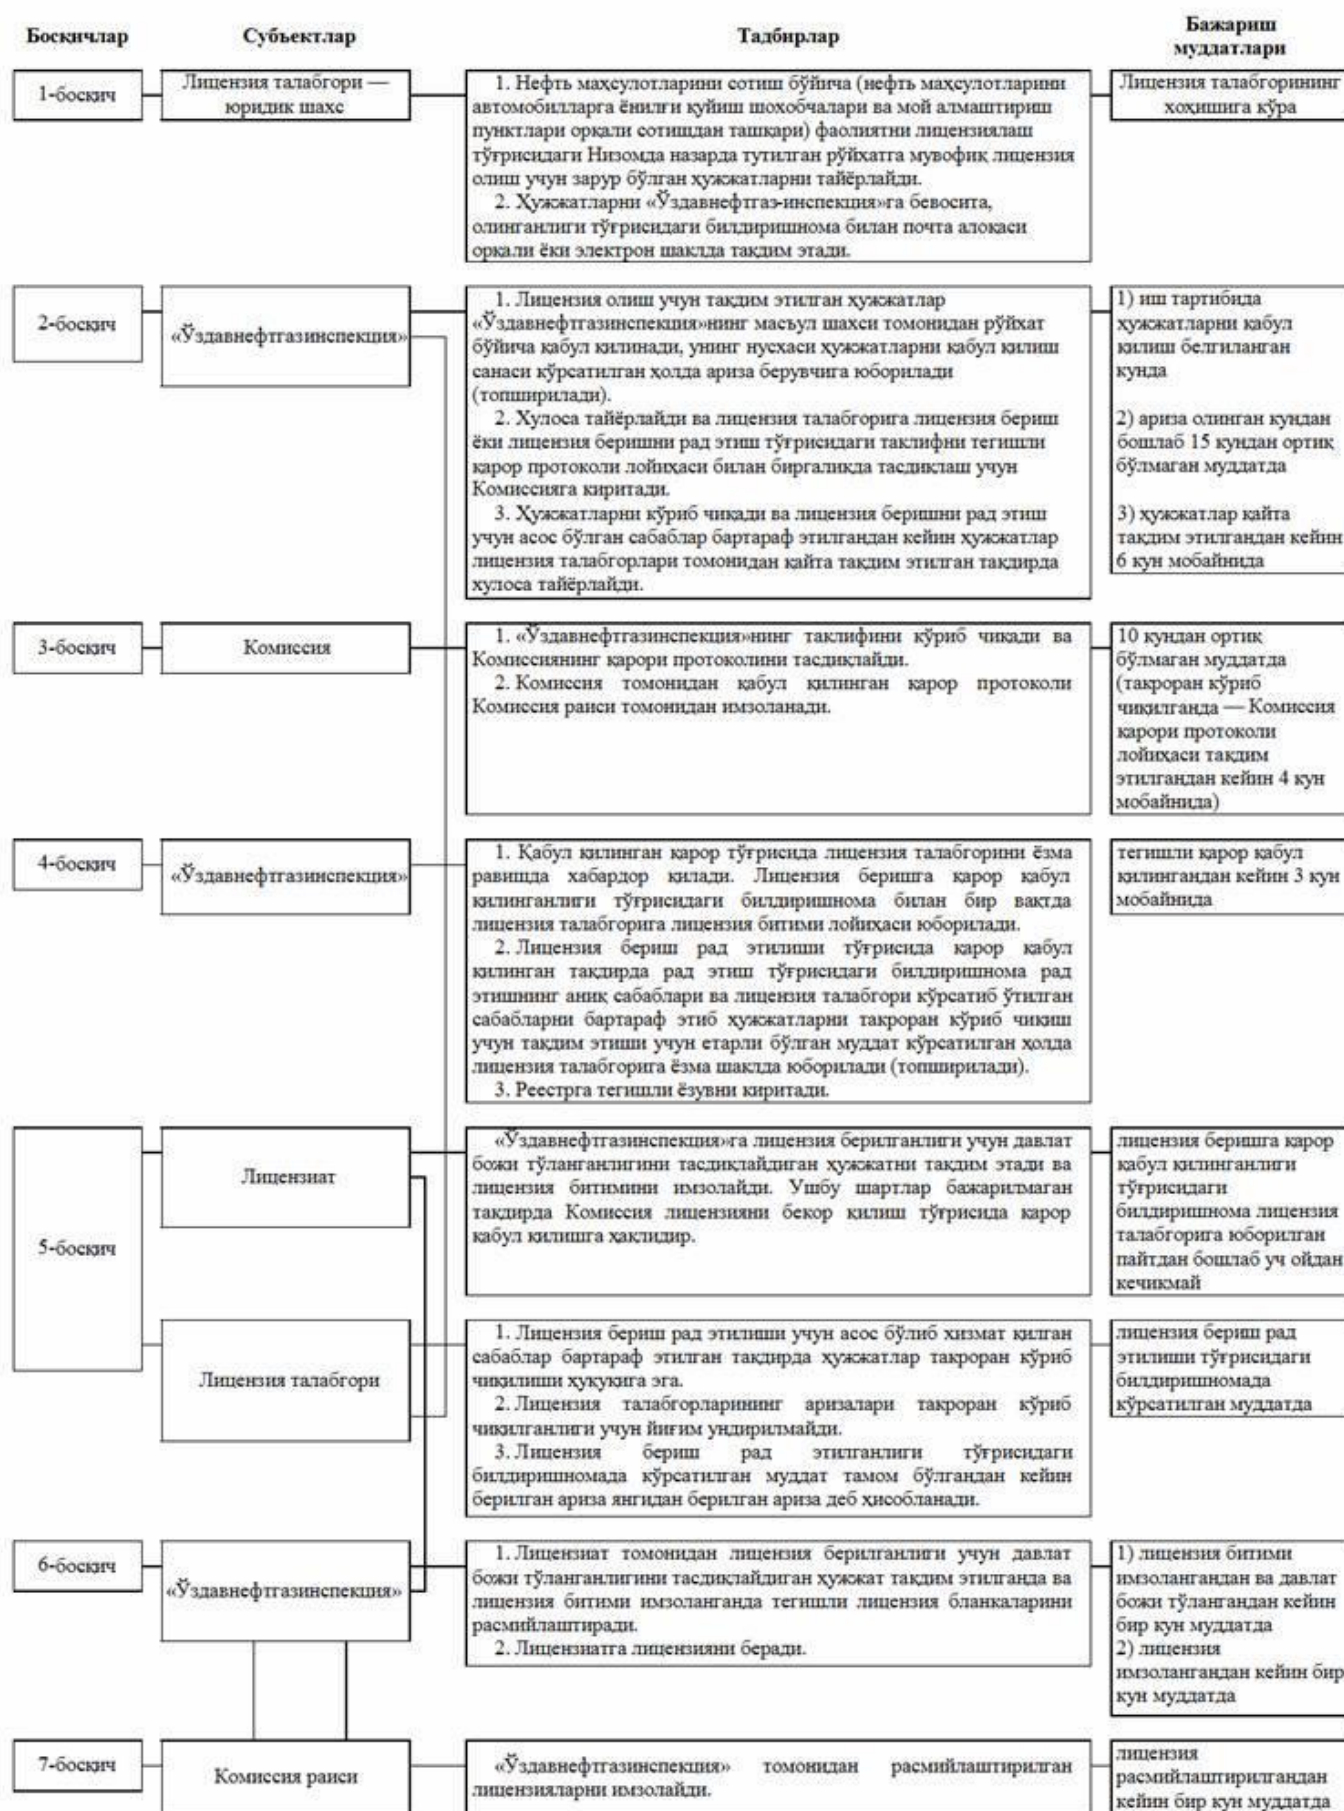 Босқичлар
Субъектлар
Тадбирлар
Бажариш
муддатлари
1-босқич
Лицензия талабгори —
юридик шахс
1. Нефть маҳсулотларини сотиш бўйича (нефть маҳсулотларини
автомобилларга ёнилғи қуйиш шохобчалари ва мой алмаштириш
пунктлари орқали сотишдан ташқари) фаолиятни лицензиялаш
тўғрисидаги Низомда назарда тутилган рўйхатга мувофиқ лицензия
олиш учун зарур бўлган ҳужжатларни тайёрлайди.
2. Ҳужжатларни «Ўздавнефтгаз-инспекция»га бевосита,
олинганлиги тўғрисидаги билдиришнома билан почта алоқаси
орқали ёки электрон шаклда тақдим этади.
Лицензия талабгорининг
хоҳишига кўра
2-босқич
«Ўздавнефтгазинспекция»
1. Лицензия олиш учун тақдим этилган ҳужжатлар
«Ўздавнефтгазинспекция»нинг масъул шахси томонидан рўйхат
бўйича қабул қилинади, унинг нусхаси ҳужжатларни қабул қилиш
санаси кўрсатилган ҳолда ариза берувчига юборилади
(топширилади).
2. Хулоса тайёрлайди ва лицензия талабгорига лицензия бериш
ёки лицензия беришни рад этиш тўғрисидаги таклифни тегишли
қарор протоколи лойиҳаси билан биргаликда тасдиқлаш учун
Комиссияга киритади.
3. Ҳужжатларни кўриб чиқади ва лицензия беришни рад этиш
учун асос бўлган сабаблар бартараф этилгандан кейин ҳужжатлар
лицензия талабгорлари томонидан қайта тақдим этилган тақдирда
хулоса тайёрлайди.
1) иш тартибида
ҳужжатларни қабул
қилиш белгиланган
кунда
2) ариза олинган кундан
бошлаб 15 кундан ортиқ
бўлмаган муддатда
3) ҳужжатлар қайта
тақдим этилгандан кейин
6 кун мобайнида
3-босқич
Комиссия
1. «Ўздавнефтгазинспекция»нинг таклифини кўриб чиқади ва
Комиссиянинг қарори протоколини тасдиқлайди.
2. Комиссия томонидан қабул қилинган қарор протоколи
Комиссия раиси томонидан имзоланади.
10 кундан ортиқ
бўлмаган муддатда
(такроран кўриб
чиқилганда — Комиссия
қарори протоколи
лойиҳаси тақдим
этилгандан кейин 4 кун
мобайнида)
4-босқич
«Ўздавнефтгазинспекция»
1. Қабул қилинган қарор тўғрисида лицензия талабгорини ёзма
равишда хабардор қилади. Лицензия беришга қарор қабул
қилинганлиги тўғрисидаги билдиришнома билан бир вақтда
лицензия талабгорига лицензия битими лойиҳаси юборилади.
2. Лицензия бериш рад этилиши тўғрисида қарор қабул
қилинган тақдирда рад этиш тўғрисидаги билдиришнома рад
этишнинг аниқ сабаблари ва лицензия талабгори кўрсатиб ўтилган
сабабларни бартараф этиб ҳужжатларни такроран кўриб чиқиш
учун тақдим этиши учун етарли бўлган муддат кўрсатилган ҳолда
лицензия талабгорига ёзма шаклда юборилади (топширилади).
3. Реестрга тегишли ёзувни киритади.
тегишли қарор қабул
қилингандан кейин 3 кун
мобайнида
5-босқич
Лицензиат
«Ўздавнефтгазинспекция»га лицензия берилганлиги учун давлат
божи тўланганлигини тасдиқлайдиган ҳужжатни тақдим этади ва
лицензия битимини имзолайди. Ушбу шартлар бажарилмаган
тақдирда Комиссия лицензияни бекор қилиш тўғрисида қарор
қабул қилишга ҳақлидир.
лицензия беришга қарор
қабул қилинганлиги
тўғрисидаги
билдиришнома лицензия
талабгорига юборилган
пайтдан бошлаб уч ойдан
кечикмай
Лицензия талабгори
1. Лицензия бериш рад этилиши учун асос бўлиб хизмат қилган
сабаблар бартараф этилган тақдирда ҳужжатлар такроран кўриб
чиқилиши ҳуқуқига эга.
2. Лицензия талабгорларининг аризалари такроран кўриб
чиқилганлиги учун йиғим ундирилмайди.
3. Лицензия бериш рад этилганлиги тўғрисидаги
билдиришномада кўрсатилган муддат тамом бўлгандан кейин
берилган ариза янгидан берилган ариза деб ҳисобланади.
лицензия бериш рад
этилиши тўғрисидаги
билдиришномада
кўрсатилган муддатда
6-босқич
«Ўздавнефтгазинспекция»
1. Лицензиат томонидан лицензия берилганлиги учун давлат
божи тўланганлигини тасдиқлайдиган ҳужжат тақдим этилганда ва
лицензия битими имзоланганда тегишли лицензия бланкаларини
расмийлаштиради.
2. Лицензиатга лицензияни беради.
1) лицензия битими
имзолангандан ва давлат
божи тўлангандан кейин
бир кун муддатда
2) лицензия
имзолангандан кейин бир
кун муддатда
7-босқич
Комиссия раиси
«Ўздавнефтгазинспекция» томонидан расмийлаштирилган
лицензияларни имзолайди.
лицензия
расмийлаштирилгандан
кейин бир кун муддатда